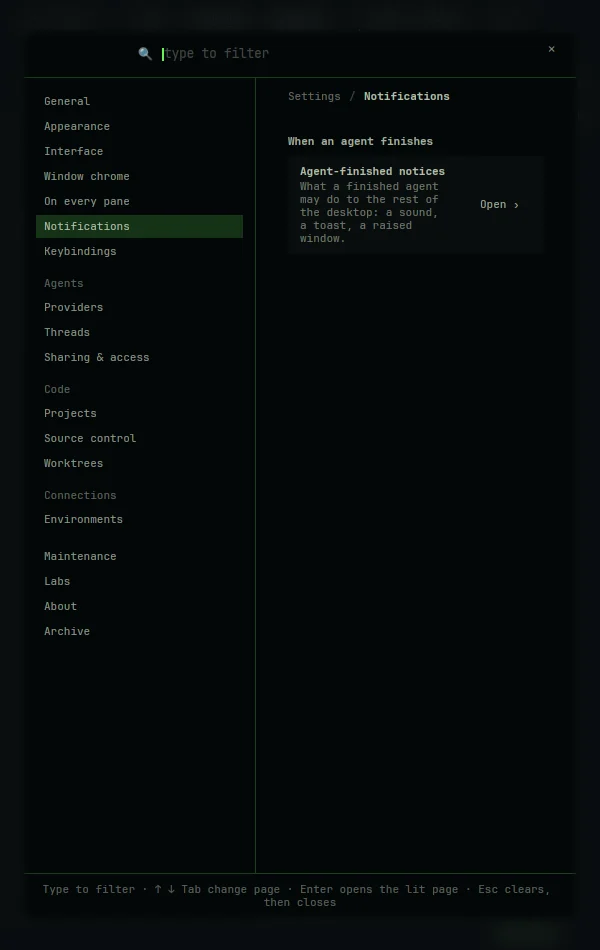 🔍 type to filter
×
General
Appearance
Interface
Window chrome
On every pane
Notifications
Keybindings
Agents
Providers
Threads
Sharing & access
Code
Projects
Source control
Worktrees
Connections
Environments
Maintenance
Labs
About
Archive
Settings / Notifications
When an agent finishes
Agent-finished notices
What a finished agent
may do to the rest of
the desktop: a sound,
a toast, a raised
window.
Open ›
Type to filter · ↑ ↓ Tab change page · Enter opens the lit page · Esc clears,
then closes